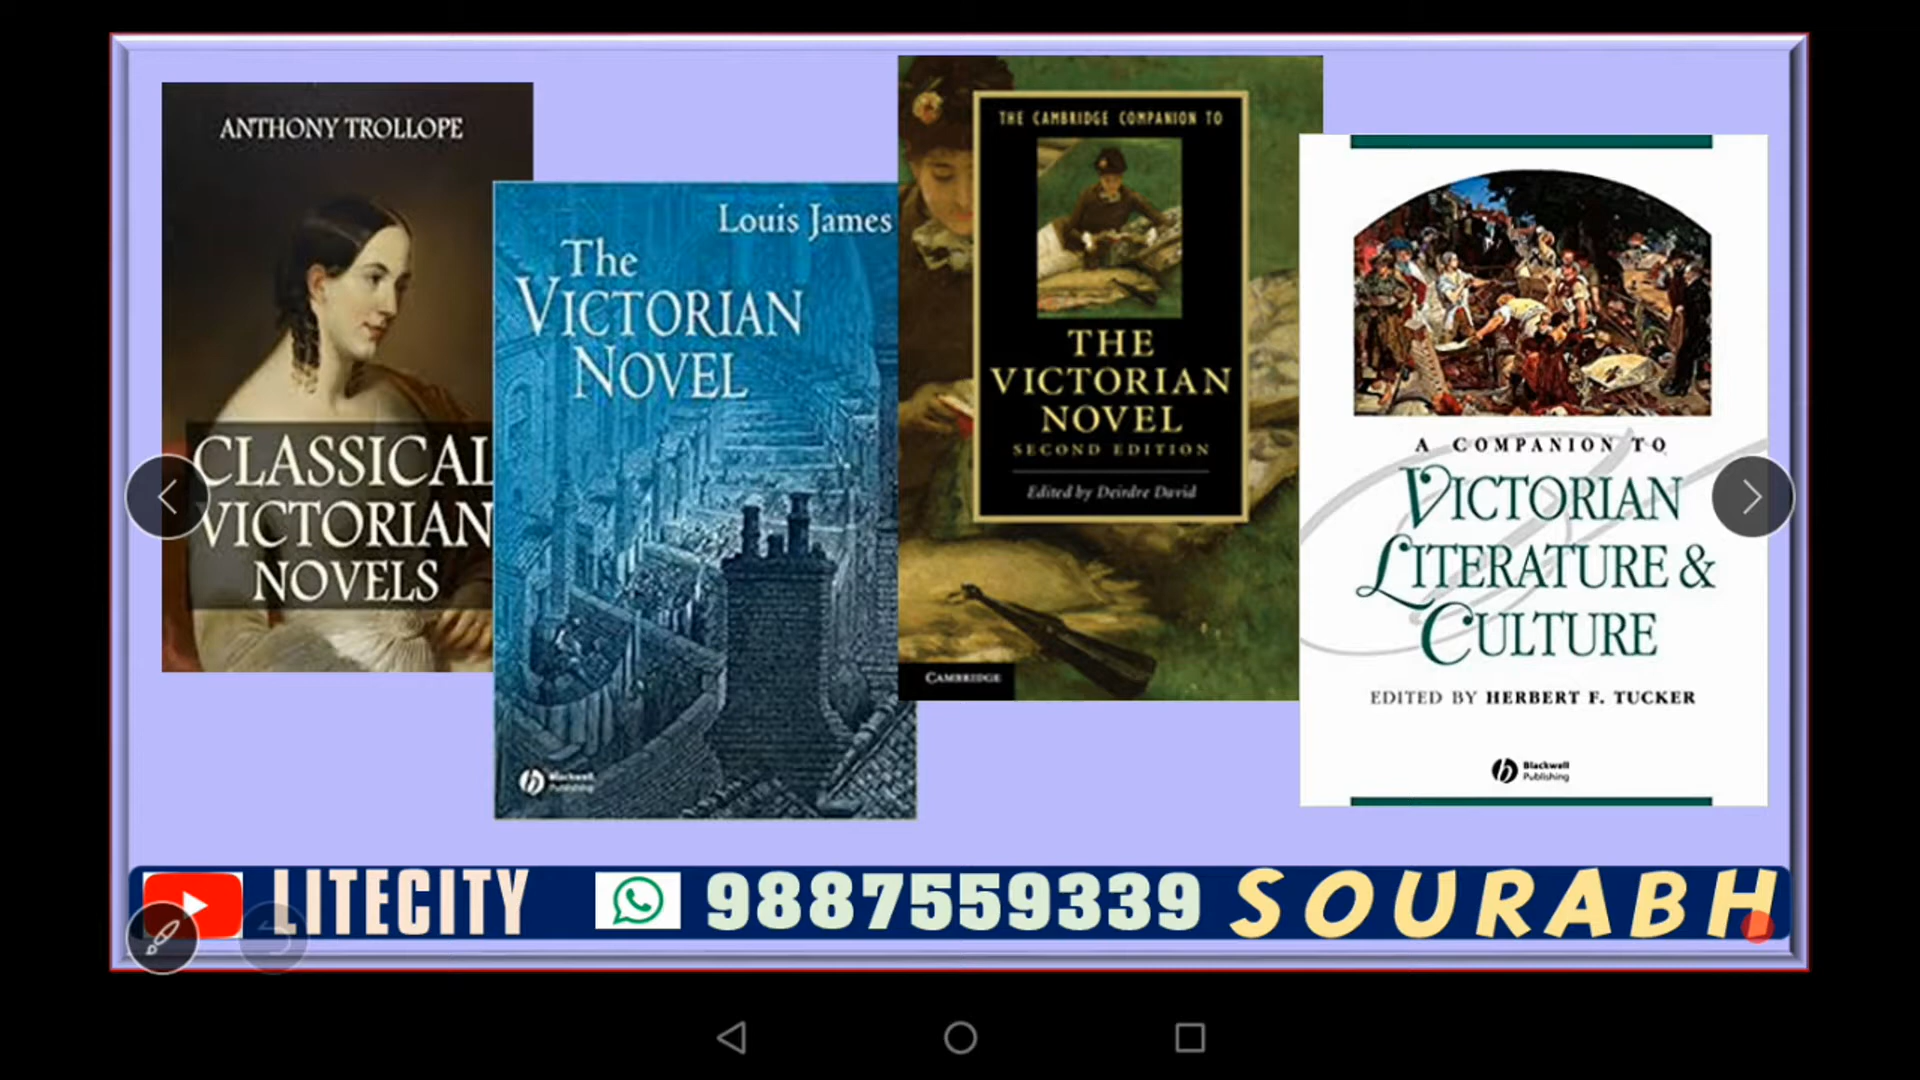 ANTHONY TROLLOPE
CLASSICAL
VICTORIAN
NOVELS
Louis James
The
VICTORIAN
NOVEL
Blackwell
Publishing
THE CAMBRIDGE COMPANION TO
THE
VICTORIAN
NOVEL
SECOND EDITION
Edited by Deirdre David
CAMBRIDGE
A COMPANION TO
VICTORIAN
LITERATURE &
CULTURE
EDITED BY HERBERT F. TUCKER
Blackwell
Publishing
LITECITY 9887559339 SOURABH